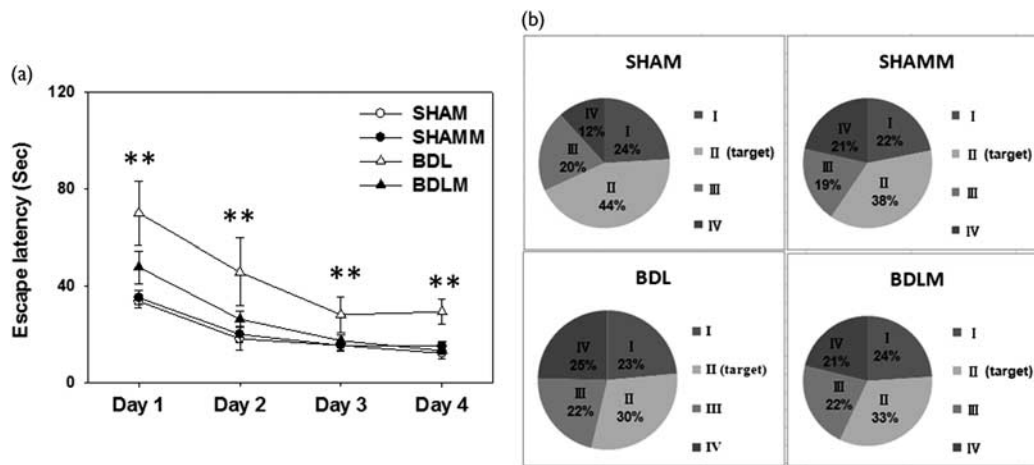 (a)
120
80
40
0
Escape latency (Sec)
SHAM
SHAMM
BDL
BDLM
**
**
**
**
Day 1 Day 2 Day 3 Day 4
(b)
SHAM
IV
12%
I
24%
III
20%
II
44%
I
II (target)
III
IV
SHAMM
IV
21%
I
22%
III
19%
II
38%
I
II (target)
III
IV
BDL
IV
25%
I
23%
III
22%
II
30%
I
II (target)
III
IV
BDLM
IV
21%
I
24%
III
22%
II
33%
I
II (target)
III
IV